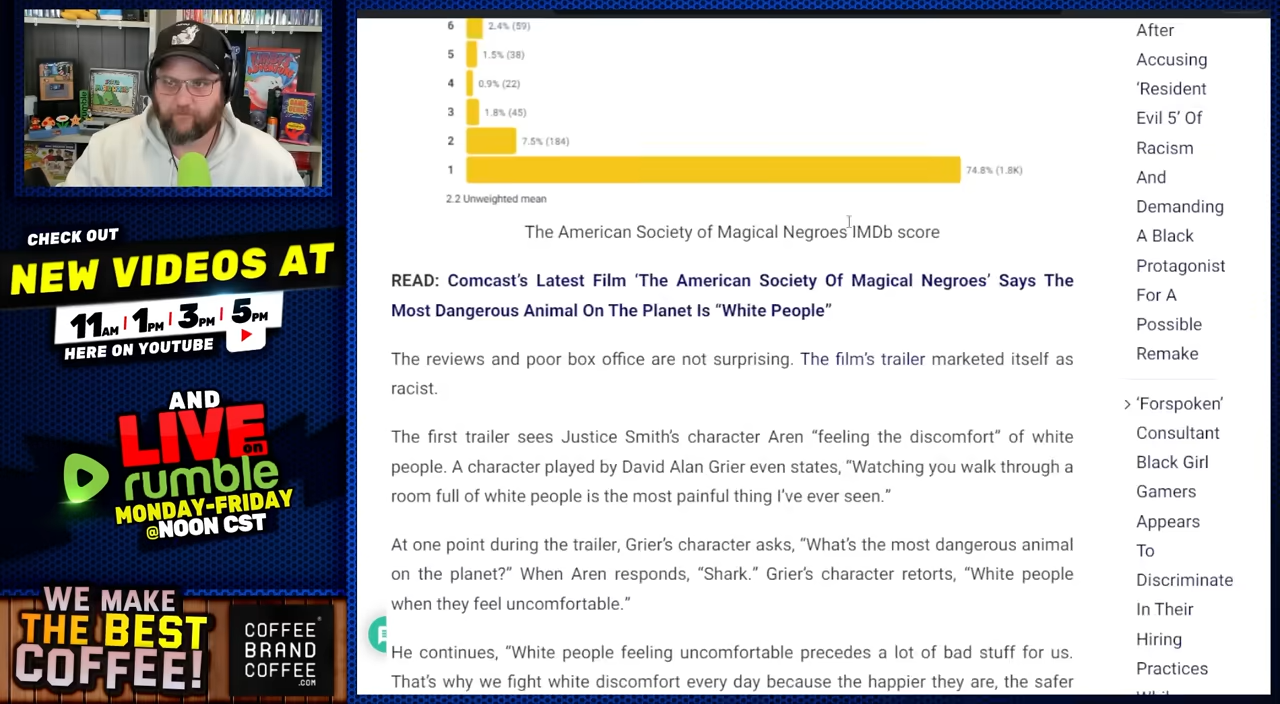 CHECK OUT
NEW VIDEOS AT
11AM | 1PM | 3PM | 5PM
HERE ON YOUTUBE
AND
LIVE on
rumble
MONDAY-FRIDAY
@NOON CST
WE MAKE
THE BEST
COFFEE!
COFFEE
BRAND
COFFEE
.COM
6 2.4% (59)
5 1.5% (38)
4 0.9% (22)
3 1.8% (45)
2 7.5% (184)
1 74.8% (1.8K)
2.2 Unweighted mean
The American Society of Magical Negroes IMDb score
READ: Comcast’s Latest Film ‘The American Society Of Magical Negroes’ Says The
Most Dangerous Animal On The Planet Is “White People”
The reviews and poor box office are not surprising. The film’s trailer marketed itself as
racist.
The first trailer sees Justice Smith’s character Aren “feeling the discomfort” of white
people. A character played by David Alan Grier even states, “Watching you walk through a
room full of white people is the most painful thing I’ve ever seen.”
At one point during the trailer, Grier’s character asks, “What’s the most dangerous animal
on the planet?” When Aren responds, “Shark.” Grier’s character retorts, “White people
when they feel uncomfortable.”
He continues, “White people feeling uncomfortable precedes a lot of bad stuff for us.
That’s why we fight white discomfort every day because the happier they are, the safer
After
Accusing
‘Resident
Evil 5’ Of
Racism
And
Demanding
A Black
Protagonist
For A
Possible
Remake
‘Forspoken’
Consultant
Black Girl
Gamers
Appears
To
Discriminate
In Their
Hiring
Practices